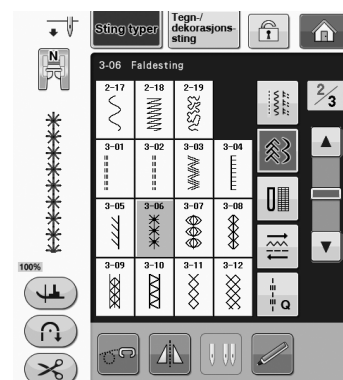 Sting typer
Tegn-/
dekorasjons-
sting
N
3-06 Faldesting
2-17 2-18 2-19
2/3
3-01 3-02 3-03 3-04
3-05 3-06 3-07 3-08
3-09 3-10 3-11 3-12
100%
Q